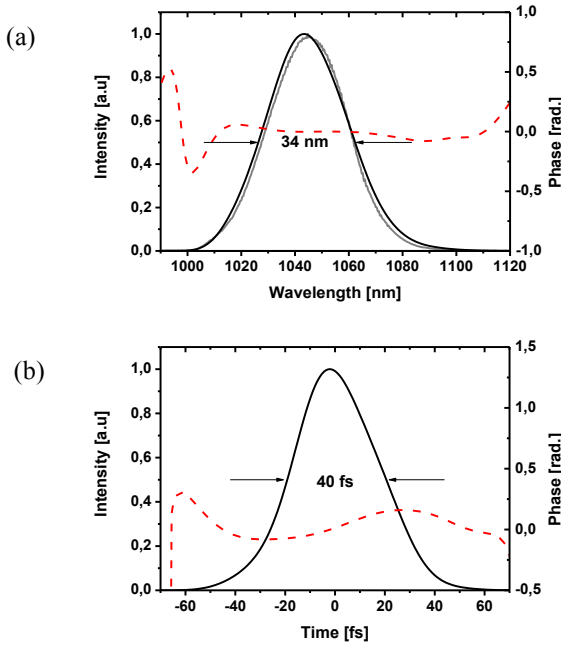 (a)
Intensity [a.u]
1,0
0,8
0,6
0,4
0,2
0,0
34 nm
1,0
0,5
0,0
-0,5
-1,0
Phase [rad.]
1000 1020 1040 1060 1080 1100 1120
Wavelength [nm]
(b)
Intensity [a.u]
1,0
0,8
0,6
0,4
0,2
0,0
40 fs
1,5
1,0
0,5
0,0
-0,5
Phase [rad.]
-60 -40 -20 0 20 40 60
Time [fs]